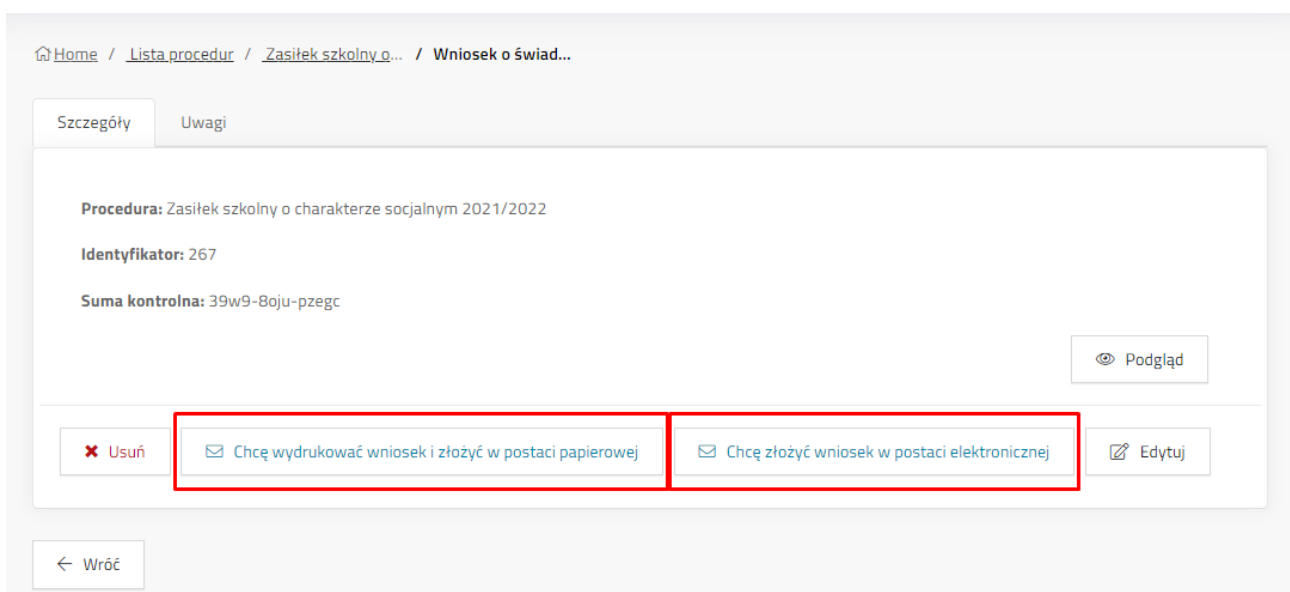 Home / Lista procedur / Zasiłek szkolny o... / Wniosek o świad...
Szczegóły Uwagi
Procedura: Zasiłek szkolny o charakterze socjalnym 2021/2022
Identyfikator: 267
Suma kontrolna: 39w9-8oju-pzegc
Podgląd
Usuń Chcę wydrukować wniosek i złożyć w postaci papierowej Chcę złożyć wniosek w postaci elektronicznej Edytuj
Wróć